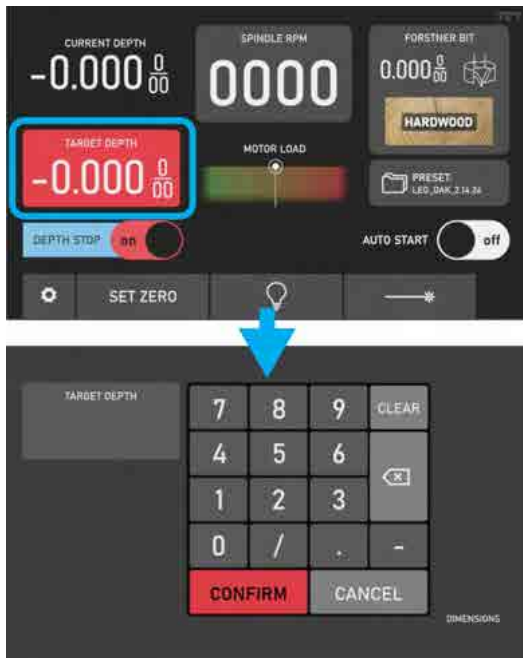 CURRENT DEPTH
-0.000 0/00
SPINDLE RPM
0000
FORSTNER BIT
0.000 0/00
HARDWOOD
TARGET DEPTH
-0.000 0/00
MOTOR LOAD
PRESET:
DEPTH STOP on
AUTO START off
SET ZERO
TARGET DEPTH
7 8 9 CLEAR
4 5 6
1 2 3
0 / . -
CONFIRM CANCEL
DIMENSIONS